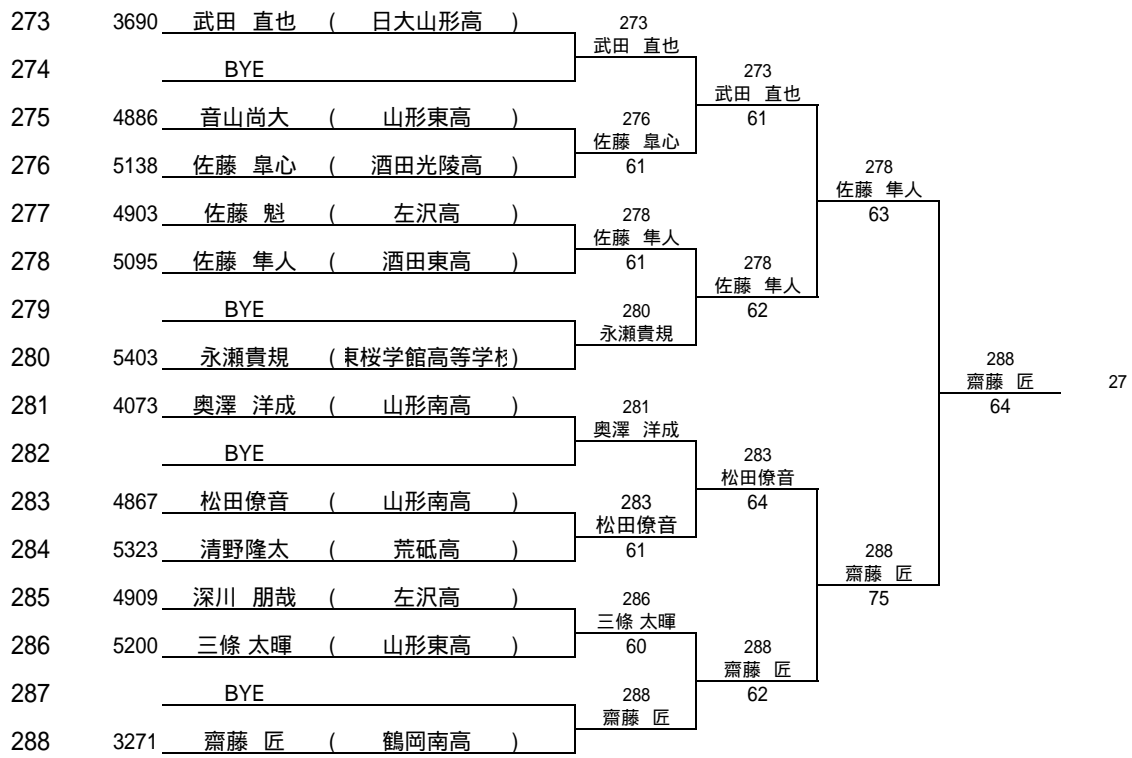 273 3690 武田 直也 ( 日大山形高 )
274 BYE
275 4886 音山尚大 ( 山形東高 )
276 5138 佐藤 皐心 ( 酒田光陵高 )
277 4903 佐藤 魁 ( 左沢高 )
278 5095 佐藤 隼人 ( 酒田東高 )
279 BYE
280 5403 永瀬貴規 ( 東桜学館高等学校 )
281 4073 奥澤 洋成 ( 山形南高 )
282 BYE
283 4867 松田僚音 ( 山形南高 )
284 5323 清野隆太 ( 荒砥高 )
285 4909 深川 朋哉 ( 左沢高 )
286 5200 三條 太暉 ( 山形東高 )
287 BYE
288 3271 齋藤 匠 ( 鶴岡南高 )
273
武田 直也
276
佐藤 皐心
61
278
佐藤 隼人
61
280
永瀬貴規
281
奥澤 洋成
283
松田僚音
61
286
三條 太暉
60
288
齋藤 匠
273
武田 直也
61
278
佐藤 隼人
62
283
松田僚音
64
288
齋藤 匠
62
278
佐藤 隼人
63
288
齋藤 匠
75
288
齋藤 匠
64
27